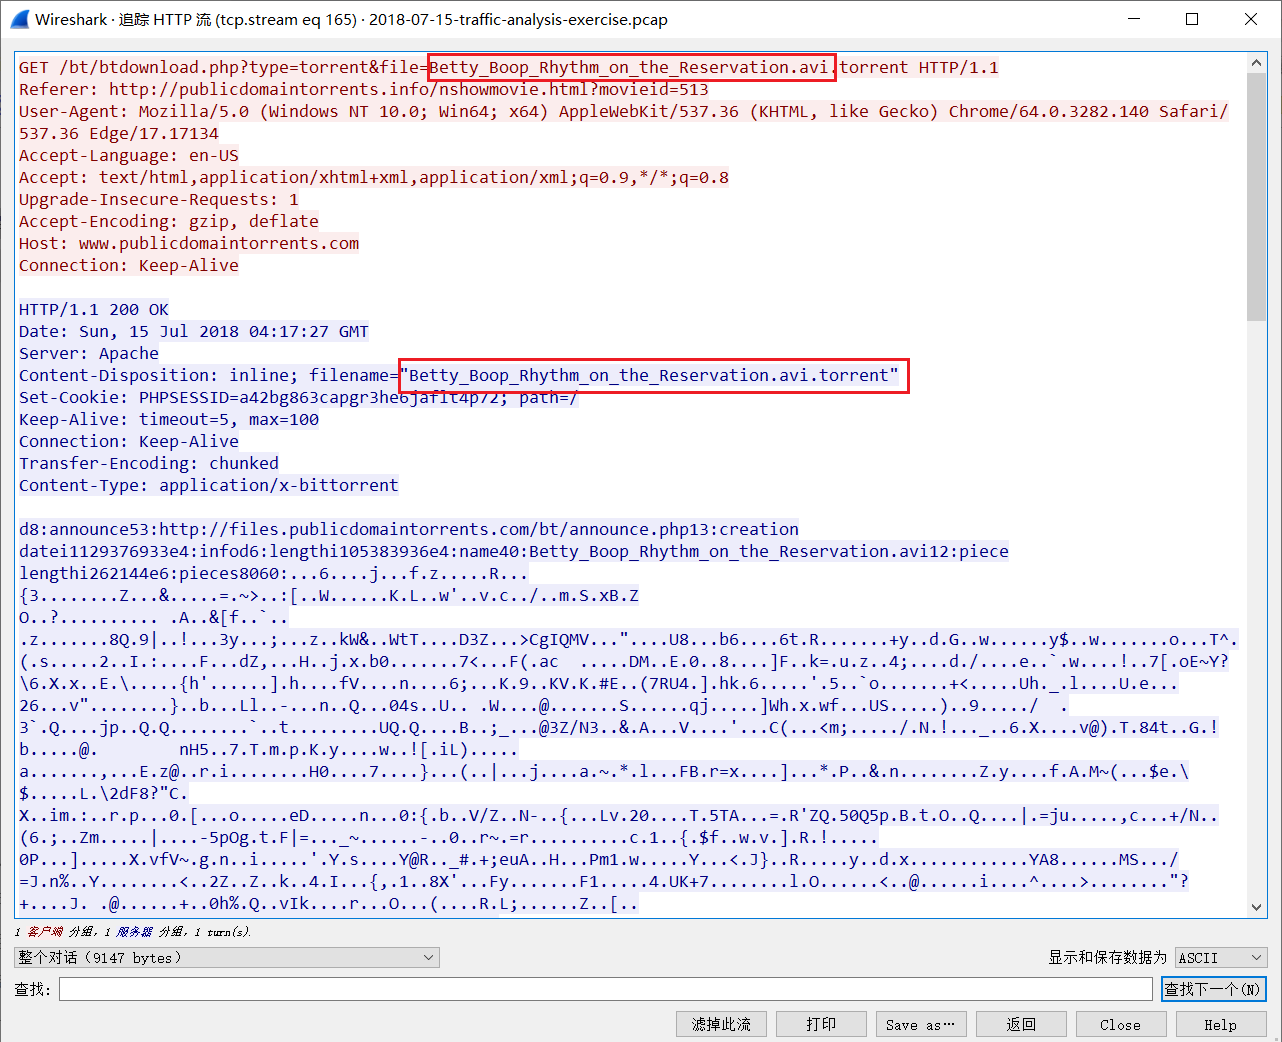 Wireshark · 追踪 HTTP 流 (tcp.stream eq 165) · 2018-07-15-traffic-analysis-exercise.pcap
GET /bt/btdownload.php?type=torrent&file=Betty_Boop_Rhythm_on_the_Reservation.avi.torrent HTTP/1.1
Referer: http://publicdomaintorrents.info/nshowmovie.html?movieid=513
User-Agent: Mozilla/5.0 (Windows NT 10.0; Win64; x64) AppleWebKit/537.36 (KHTML, like Gecko) Chrome/64.0.3282.140 Safari/
537.36 Edge/17.17134
Accept-Language: en-US
Accept: text/html,application/xhtml+xml,application/xml;q=0.9,*/*;q=0.8
Upgrade-Insecure-Requests: 1
Accept-Encoding: gzip, deflate
Host: www.publicdomaintorrents.com
Connection: Keep-Alive
HTTP/1.1 200 OK
Date: Sun, 15 Jul 2018 04:17:27 GMT
Server: Apache
Content-Disposition: inline; filename="Betty_Boop_Rhythm_on_the_Reservation.avi.torrent"
Set-Cookie: PHPSESSID=a42bg863capgr3he6jaflt4p72; path=/
Keep-Alive: timeout=5, max=100
Connection: Keep-Alive
Transfer-Encoding: chunked
Content-Type: application/x-bittorrent
d8:announce53:http://files.publicdomaintorrents.com/bt/announce.php13:creation
datei1129376933e4:infod6:lengthi105383936e4:name40:Betty_Boop_Rhythm_on_the_Reservation.avi12:piece
lengthi262144e6:pieces8060:...6....j...f.z.....R...
{3........Z...&.....=.~>..:[..W......K.L..w'..v.c../..m.S.xB.Z
O..?.......... .A..&[f..`..
.z.......8Q.9|..!...3y...;...z..kW&..WtT....D3Z...>CgIQMV..."....U8...b6....6t.R.......+y..d.G..w......y$..w.......o...T^.
(.s.....2..I.:....F...dZ,...H..j.x.b0.......7<...F(.ac .....DM..E.0..8....]F..k=.u.z..4;....d./....e..`.w....!..7[.oE~Y?
\6.X.x..E.\.....{h'......].h....fV....n....6;...K.9..KV.K.#E..(7RU4.].hk.6.....'.5..`o.......+<.....Uh._.l....U.e...
26...v"........}..b...Ll..-...n..Q...04s..U.. .W....@.......S......qj.....]Wh.x.wf...US.....)..9...../ .
3`.Q....jp..Q.Q........`..t.........UQ.Q....B..;_...@3Z/N3..&.A...V....'...C(...<m;...../.N.!..._..6.X....v@).T.84t..G.!
b.....@. nH5..7.T.m.p.K.y....w..![.iL).....
a.......,...E.z@..r.i........H0....7....}...(..|...j....a.~.*.l...FB.r=x....]...*.P..&.n........Z.y....f.A.M~(...$e.\
$.....L.\2dF8?"C.
X..im.:..r.p...0.[...o.....eD.....n...0:{.b..V/Z..N-..{...Lv.20....T.5TA...=.R'ZQ.50Q5p.B.t.O..Q....|.=ju.....,c...+/N..
(6.;..Zm.....|....-5pOg.t.F|=..._~......-..0..r~.=r..........c.1..{.$f..w.v.].R.!.....
0P...].....X.vfV~.g.n..i.....'.Y.s....Y@R.._#.+;euA..H...Pm1.w.....Y...<.J}..R.....y..d.x............YA8......MS.../
=J.n%..Y........<..2Z..Z..k..4.I...{,.1..8X'...Fy.......F1.....4.UK+7........l.O......<..@......i....^....>........"?
+....J. .@......+..0h%.Q..vIk....r...O...(....R.L;......Z..[..
1 客户端 分组, 1 服务器 分组, 1 turn(s).
整个对话 (9147 bytes)
显示和保存数据为 ASCII
查找:
查找下一个(N)
滤掉此流
打印
Save as…
返回
Close
Help